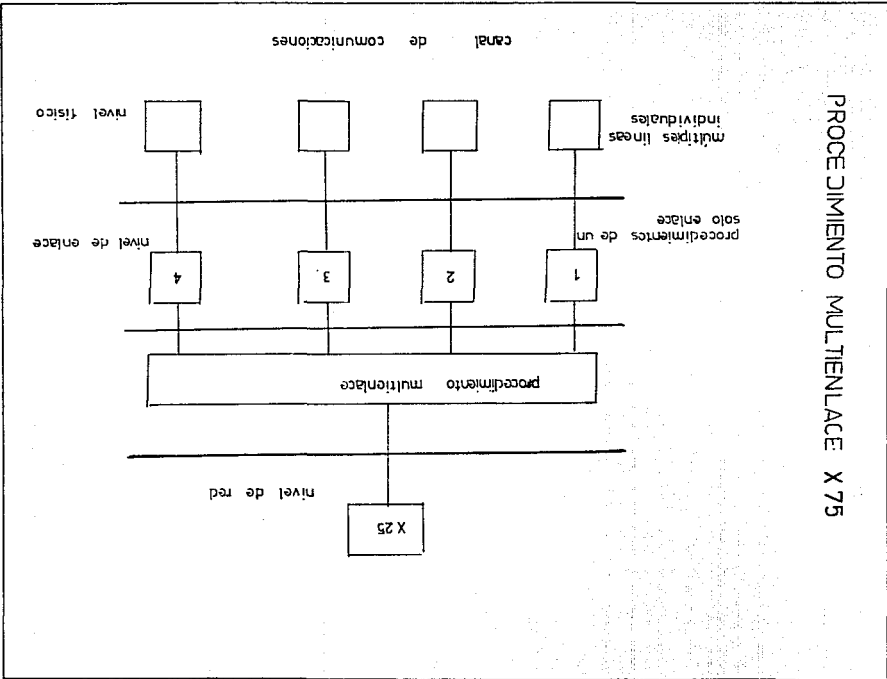 PROCEDIMIENTO MULTIENLACE X 75
X 25
nivel de red
procedimiento multienlace
1
2
3.
4
procedimientos de un
solo enlace
nivel de enlace
múltiples lineas
individuales
nivel físico
canal de comunicaciones